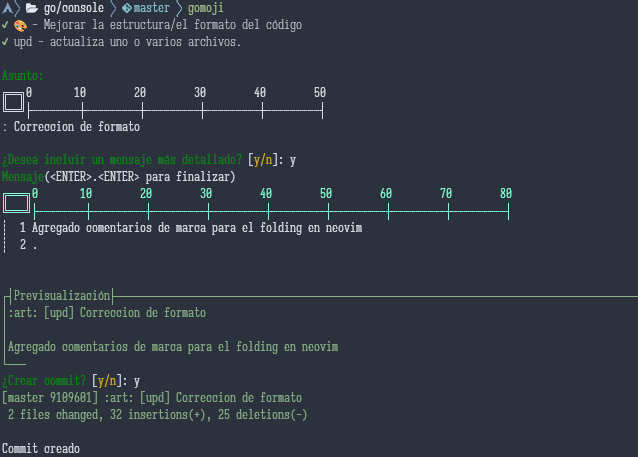 go/console master gomoji
✔ 🎨 - Mejorar la estructura/el formato del código
✔ upd - actualiza uno o varios archivos.
Asunto:
0 10 20 30 40 50
: Correccion de formato
¿Desea incluir un mensaje más detallado? [y/n]: y
Mensaje(<ENTER>.<ENTER> para finalizar)
0 10 20 30 40 50 60 70 80
1 Agregado comentarios de marca para el folding en neovim
2 .
Previsualización
:art: [upd] Correccion de formato
Agregado comentarios de marca para el folding en neovim
¿Crear commit? [y/n]: y
[master 9109601] :art: [upd] Correccion de formato
2 files changed, 32 insertions(+), 25 deletions(-)
Commit creado